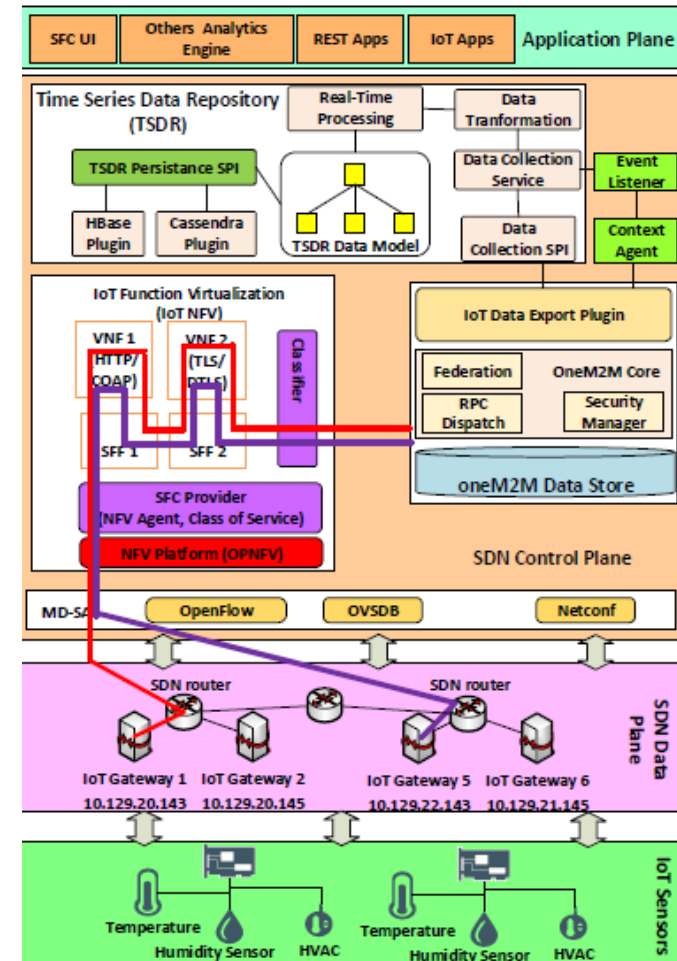 SFC UI
Others Analytics
Engine
REST Apps
IoT Apps
Application Plane
Time Series Data Repository
(TSDR)
Real-Time
Processing
Data
Tranformation
TSDR Persistance SPI
Data Collection
Service
Event
Listener
HBase
Plugin
Cassendra
Plugin
TSDR Data Model
Data
Collection SPI
Context
Agent
IoT Function Virtualization
(IoT NFV)
VNF 1
(HTTP/
COAP)
VNF 2
(TLS/
DTLS)
Classifier
SFF 1
SFF 2
SFC Provider
(NFV Agent, Class of Service)
NFV Platform (OPNFV)
IoT Data Export Plugin
Federation
OneM2M Core
RPC
Dispatch
Security
Manager
oneM2M Data Store
SDN Control Plane
MD-SA
OpenFlow
OVSDB
Netconf
SDN router
SDN router
SDN Data
Plane
IoT Gateway 1
IoT Gateway 2
IoT Gateway 5
IoT Gateway 6
10.129.20.143
10.129.20.145
10.129.22.143
10.129.21.145
IoT Sensors
Temperature
Humidity Sensor
HVAC
Temperature
Humidity Sensor
HVAC